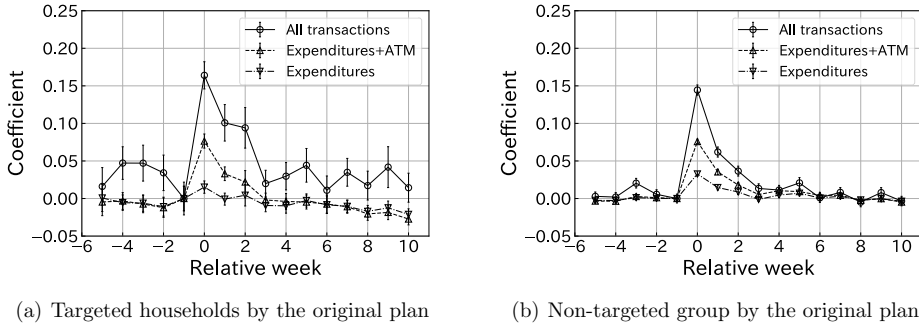 0.25
0.20
0.15
0.10
0.05
0.00
−0.05
Coefficient
All transactions
Expenditures+ATM
Expenditures
−6 −4 −2 0 2 4 6 8 10
Relative week
(a) Targeted households by the original plan
0.25
0.20
0.15
0.10
0.05
0.00
−0.05
Coefficient
All transactions
Expenditures+ATM
Expenditures
−6 −4 −2 0 2 4 6 8 10
Relative week
(b) Non-targeted group by the original plan